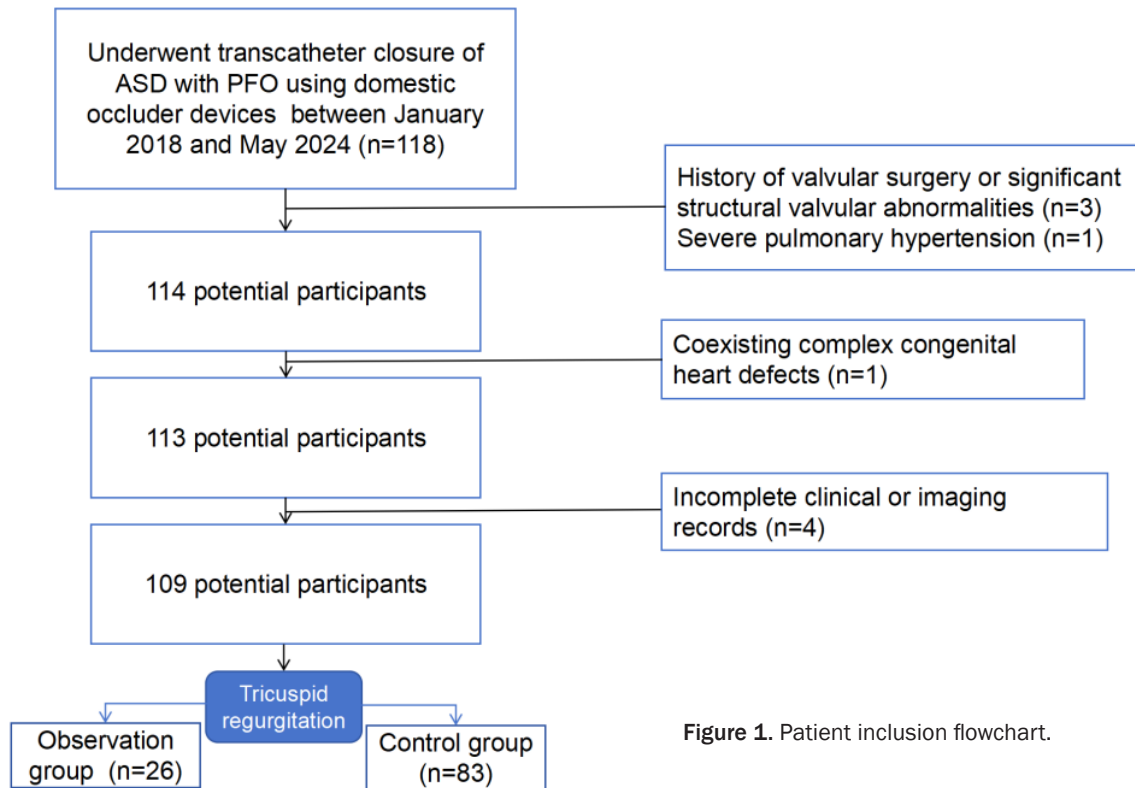 Underwent transcatheter closure of
ASD with PFO using domestic
occluder devices between January
2018 and May 2024 (n=118)
History of valvular surgery or significant
structural valvular abnormalities (n=3)
Severe pulmonary hypertension (n=1)
114 potential participants
Coexisting complex congenital
heart defects (n=1)
113 potential participants
Incomplete clinical or imaging
records (n=4)
109 potential participants
Tricuspid
regurgitation
Observation
group (n=26)
Control group
(n=83)
Figure 1. Patient inclusion flowchart.